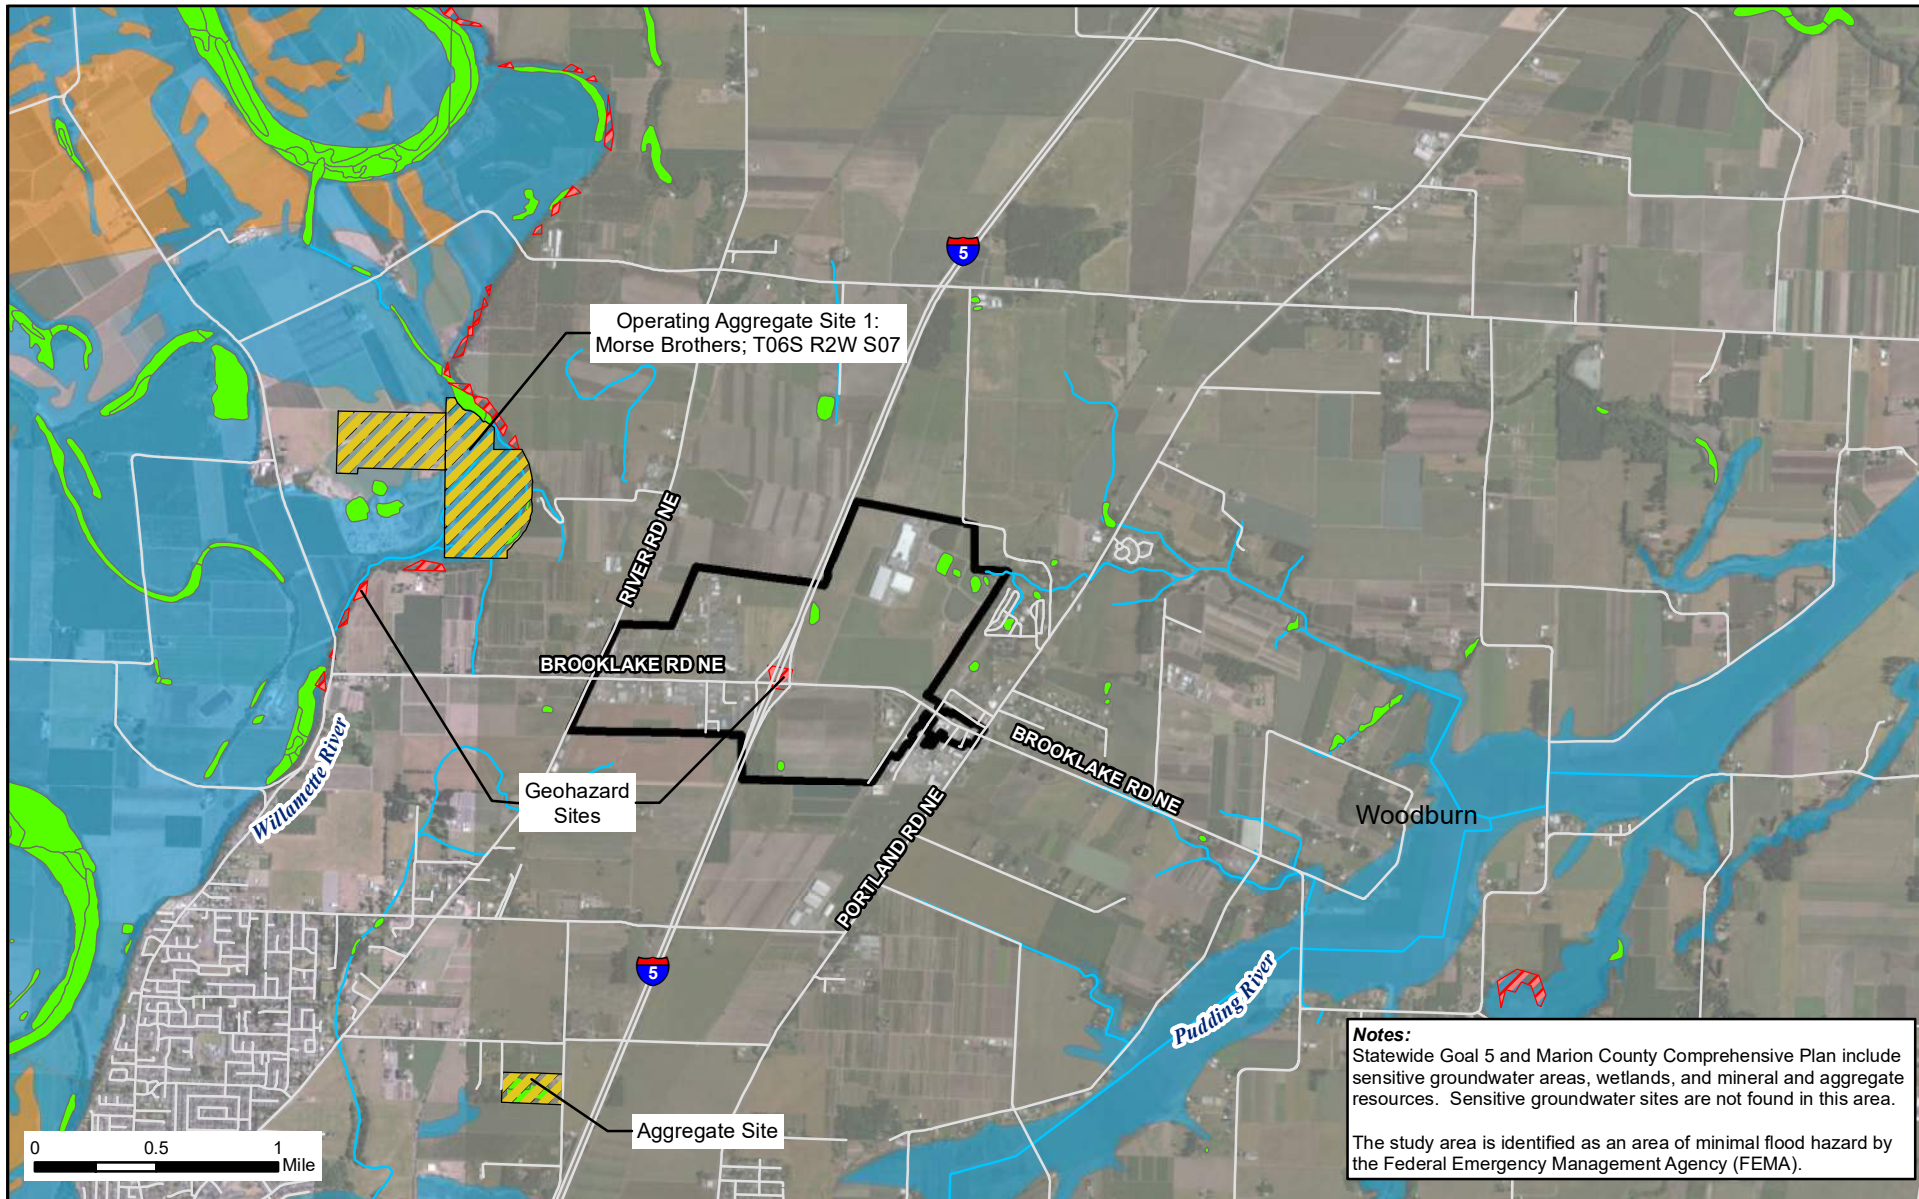 5
Operating Aggregate Site 1:
Morse Brothers; T06S R2W S07
RIVER RD NE
BROOKLAKE RD NE
Willamette River
Geohazard
Sites
BROOKLAKE RD NE
Woodburn
PORTLAND RD NE
5
Pudding River
Aggregate Site
0 0.5 1
Mile
Notes:
Statewide Goal 5 and Marion County Comprehensive Plan include
sensitive groundwater areas, wetlands, and mineral and aggregate
resources. Sensitive groundwater sites are not found in this area.
The study area is identified as an area of minimal flood hazard by
the Federal Emergency Management Agency (FEMA).